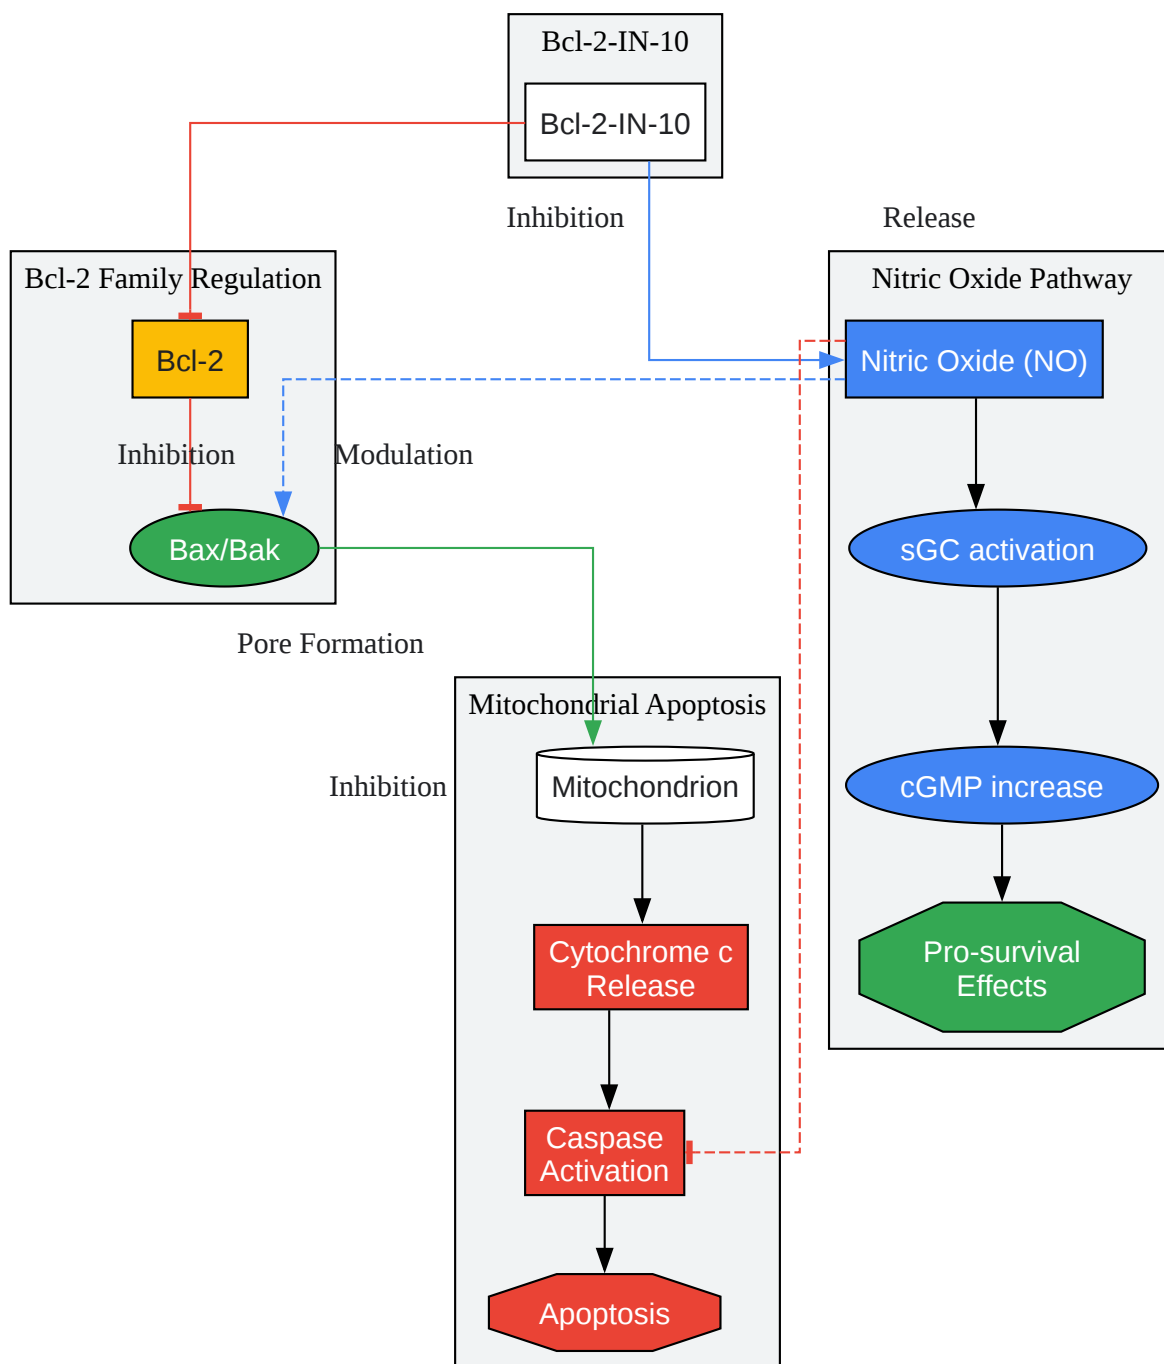 Bcl-2-IN-10
Bcl-2-IN-10
Inhibition
Release
Bcl-2 Family Regulation
Nitric Oxide Pathway
Bcl-2
Nitric Oxide (NO)
Inhibition
Modulation
Bax/Bak
sGC activation
Pore Formation
Mitochondrial Apoptosis
Inhibition
Mitochondrion
cGMP increase
Cytochrome c
Release
Pro-survival
Effects
Caspase
Activation
Apoptosis